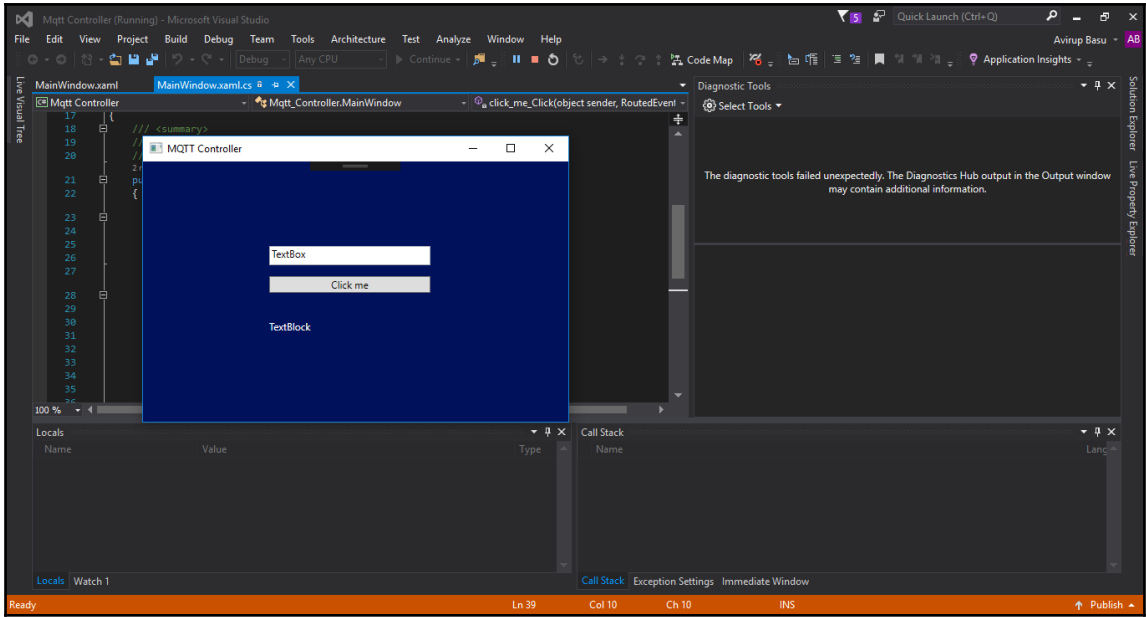 Mqtt Controller (Running) - Microsoft Visual Studio
5
Quick Launch (Ctrl+Q)
File Edit View Project Build Debug Team Tools Architecture Test Analyze Window Help
Avirup Basu AB
Debug Any CPU Continue Code Map Application Insights
Live Visual Tree
MainWindow.xaml MainWindow.xaml.cs
Mqtt Controller Mqtt_Controller.MainWindow click_me_Click(object sender, RoutedEvent
17 {
18 /// <summary>
19 //
20 //
2 r
21 pu
22 {
23
24
25
26
27
28
29
30
31
32
33
34
35
36
100 %
MQTT Controller
TextBox
Click me
TextBlock
Diagnostic Tools
Select Tools
The diagnostic tools failed unexpectedly. The Diagnostics Hub output in the Output window
may contain additional information.
Solution Explorer
Live Property Explorer
Locals
Name Value Type
Locals Watch 1
Call Stack
Name Lang
Call Stack Exception Settings Immediate Window
Ready Ln 39 Col 10 Ch 10 INS Publish